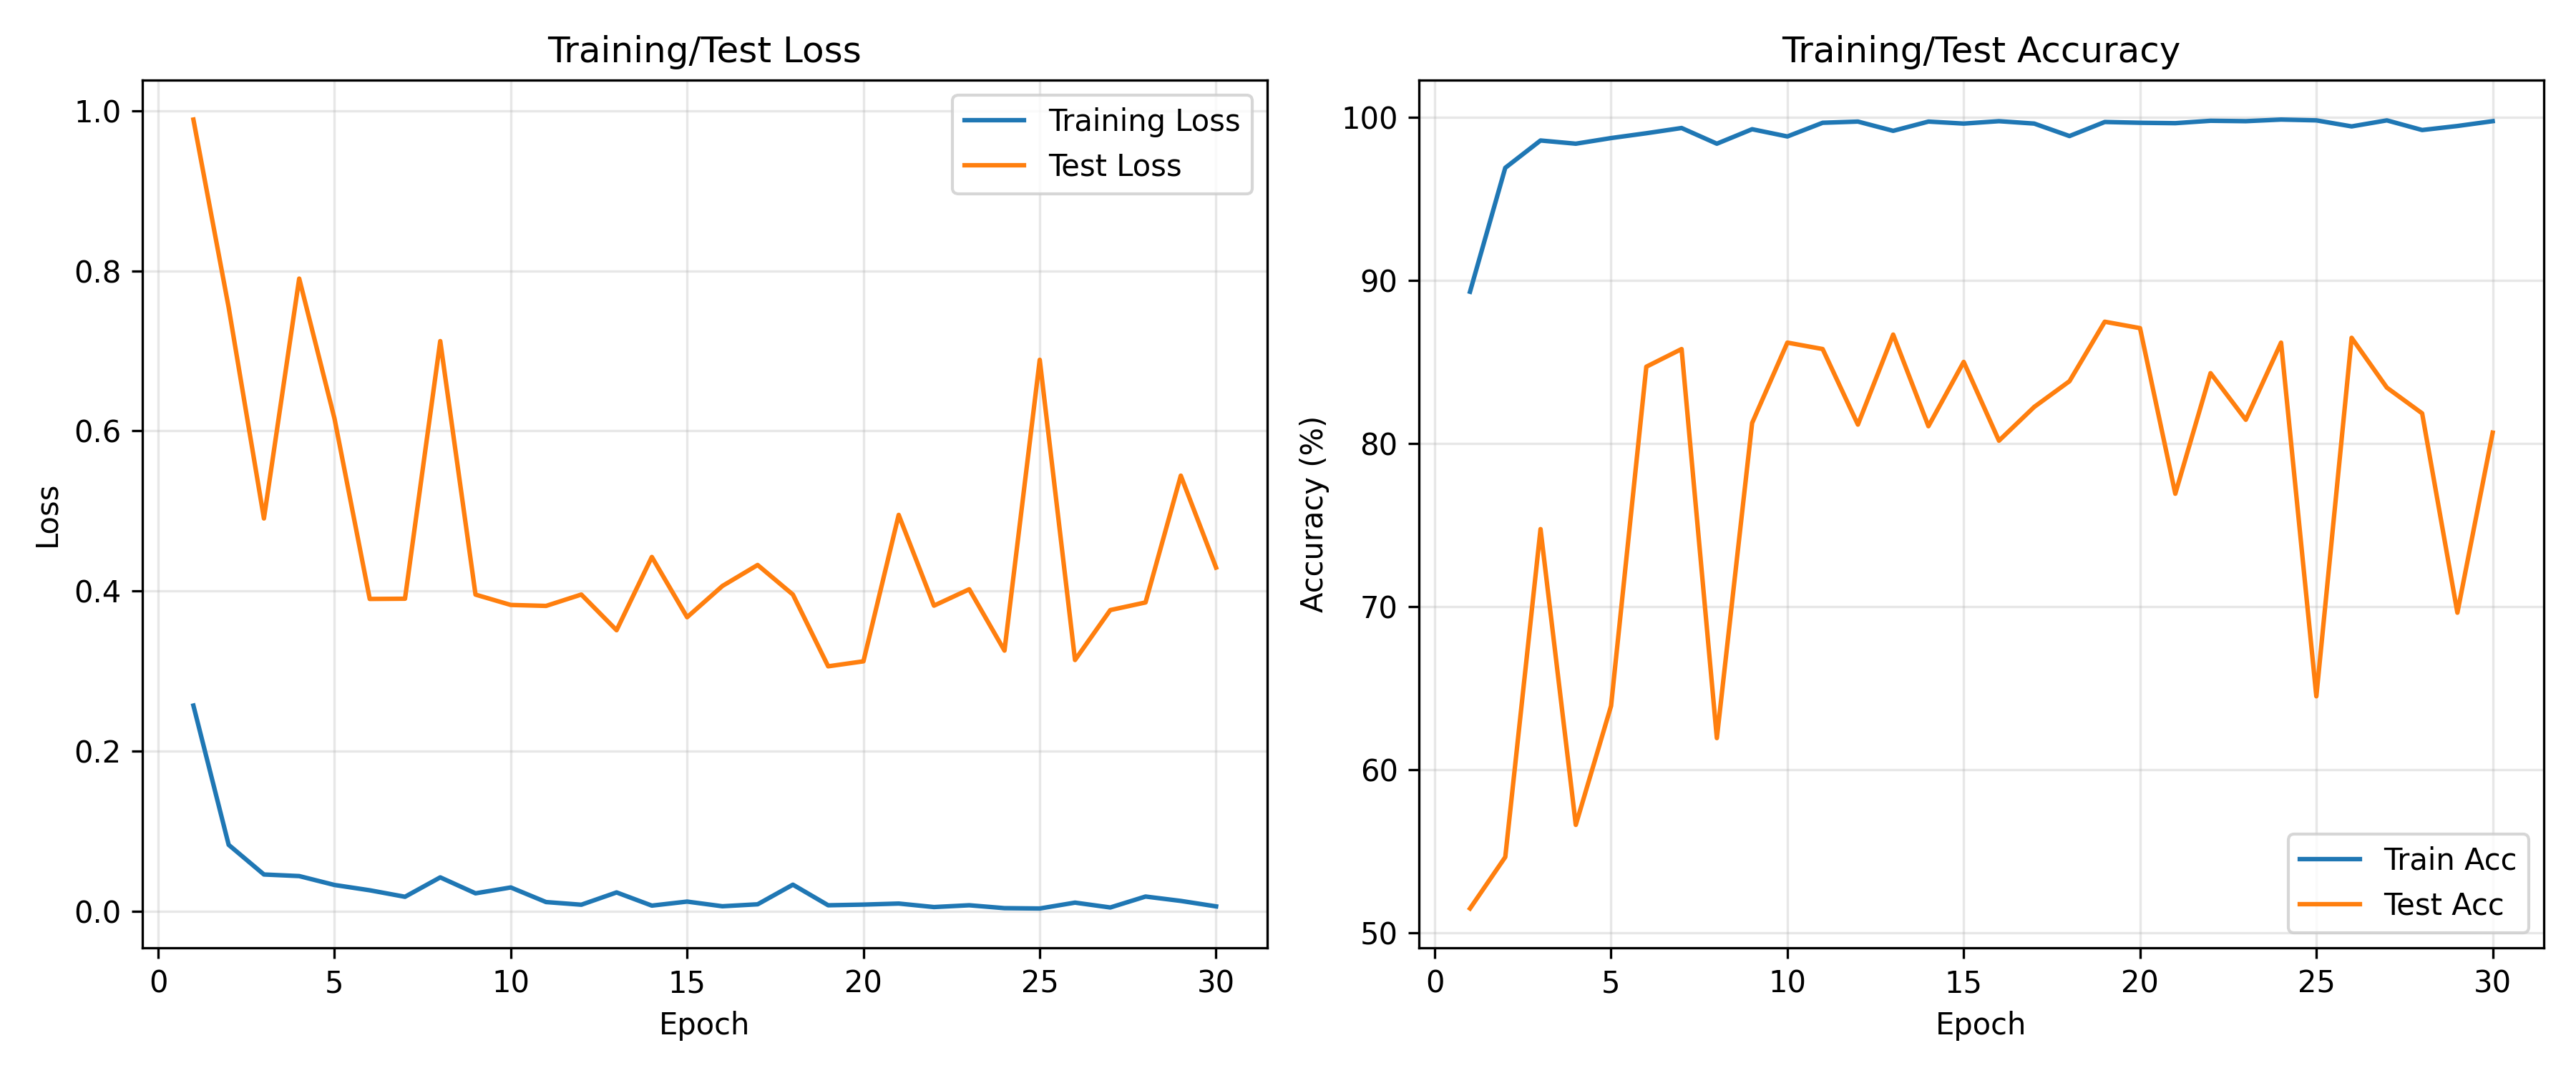 Training/Test Loss
1.0
0.8
0.6
0.4
0.2
0.0
Loss
0 5 10 15 20 25 30
Epoch
Training Loss
Test Loss
Training/Test Accuracy
100
90
80
70
60
50
Accuracy (%)
0 5 10 15 20 25 30
Epoch
Train Acc
Test Acc